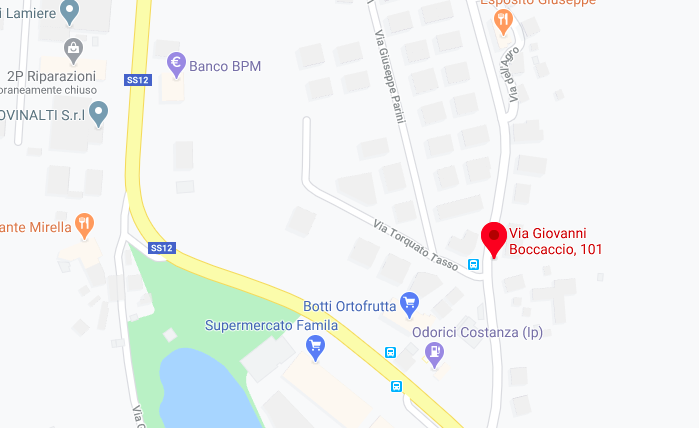 i Lamiere
2P Riparazioni
oraneamente chiuso
OVINALTI S.r.l
SS12
Banco BPM
Esposito Giuseppe
Via dell'Agro
Via Giuseppe Parini
ante Mirella
SS12
Via Torquato Tasso
Via Giovanni
Boccaccio, 101
Botti Ortofrutta
Supermercato Famila
Odorici Costanza (Ip)